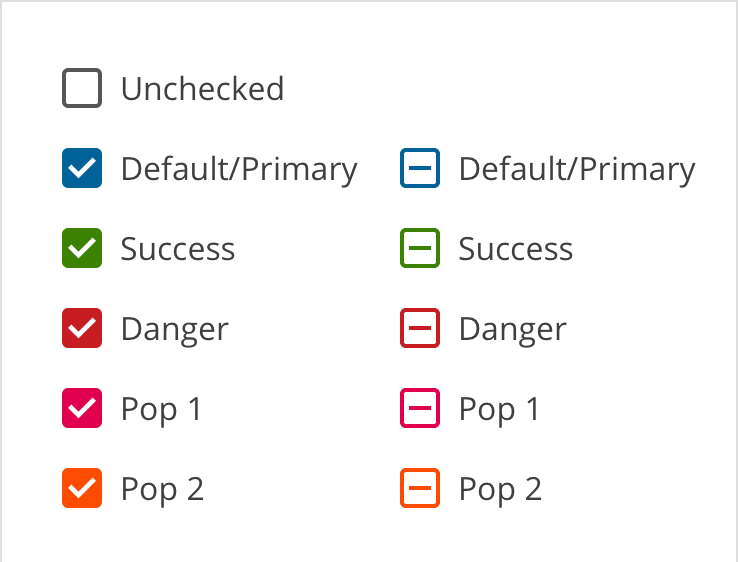 Unchecked
Default/Primary Default/Primary
Success Success
Danger Danger
Pop 1 Pop 1
Pop 2 Pop 2